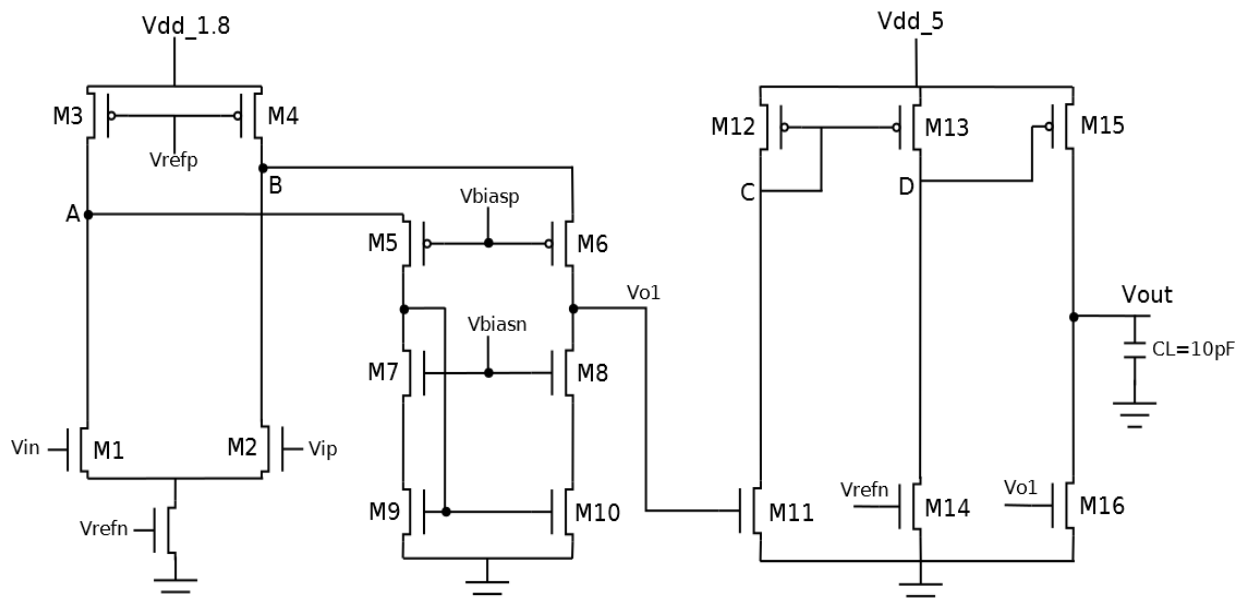 Vdd_1.8
Vdd_5
M3
M4
M12
M13
M15
Vrefp
B
Vbiasp
C
D
A
M5
M6
Vo1
Vout
Vbiasn
CL=10pF
M7
M8
Vin
M1
M2
Vip
Vrefn
Vo1
M9
M10
M11
M14
M16
Vrefn